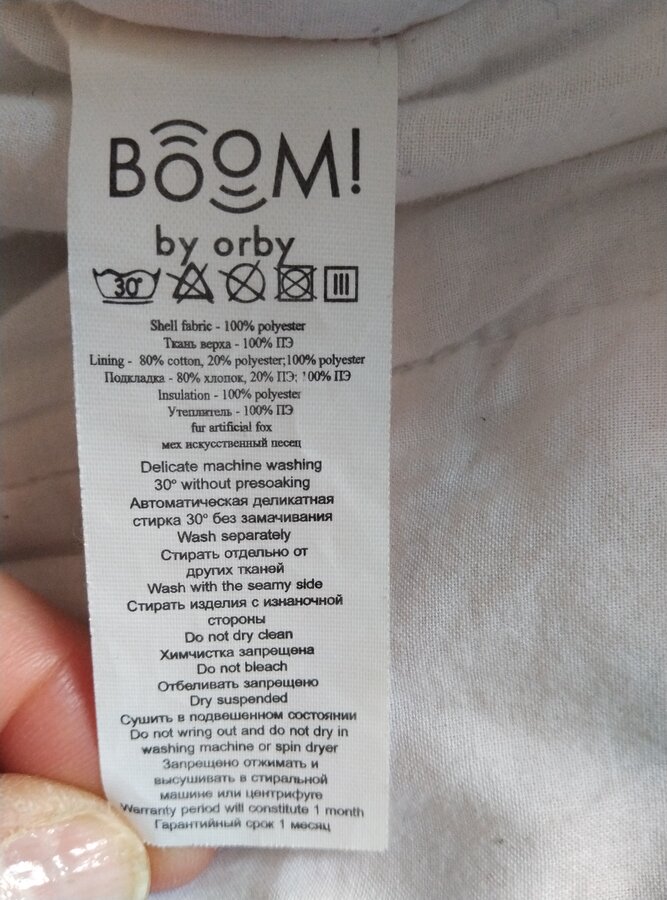 BOOM!
by orby
30°
Shell fabric - 100% polyester
Ткань верха - 100% ПЭ
Lining - 80% cotton, 20% polyester;100% polyester
Подкладка - 80% хлопок, 20% ПЭ; 100% ПЭ
Insulation - 100% polyester
Утеплитель - 100% ПЭ
fur artificial fox
мех искусственный песец
Delicate machine washing
30° without presoaking
Автоматическая деликатная
стирка 30° без замачивания
Wash separately
Стирать отдельно от
других тканей
Wash with the seamy side
Стирать изделия с изнаночной
стороны
Do not dry clean
Химчистка запрещена
Do not bleach
Отбеливать запрещено
Dry suspended
Сушить в подвешенном состоянии
Do not wring out and do not dry in
washing machine or spin dryer
Запрещено отжимать и
высушивать в стиральной
машине или центрифуге
Warranty period will constitute 1 month
Гарантийный срок 1 месяц